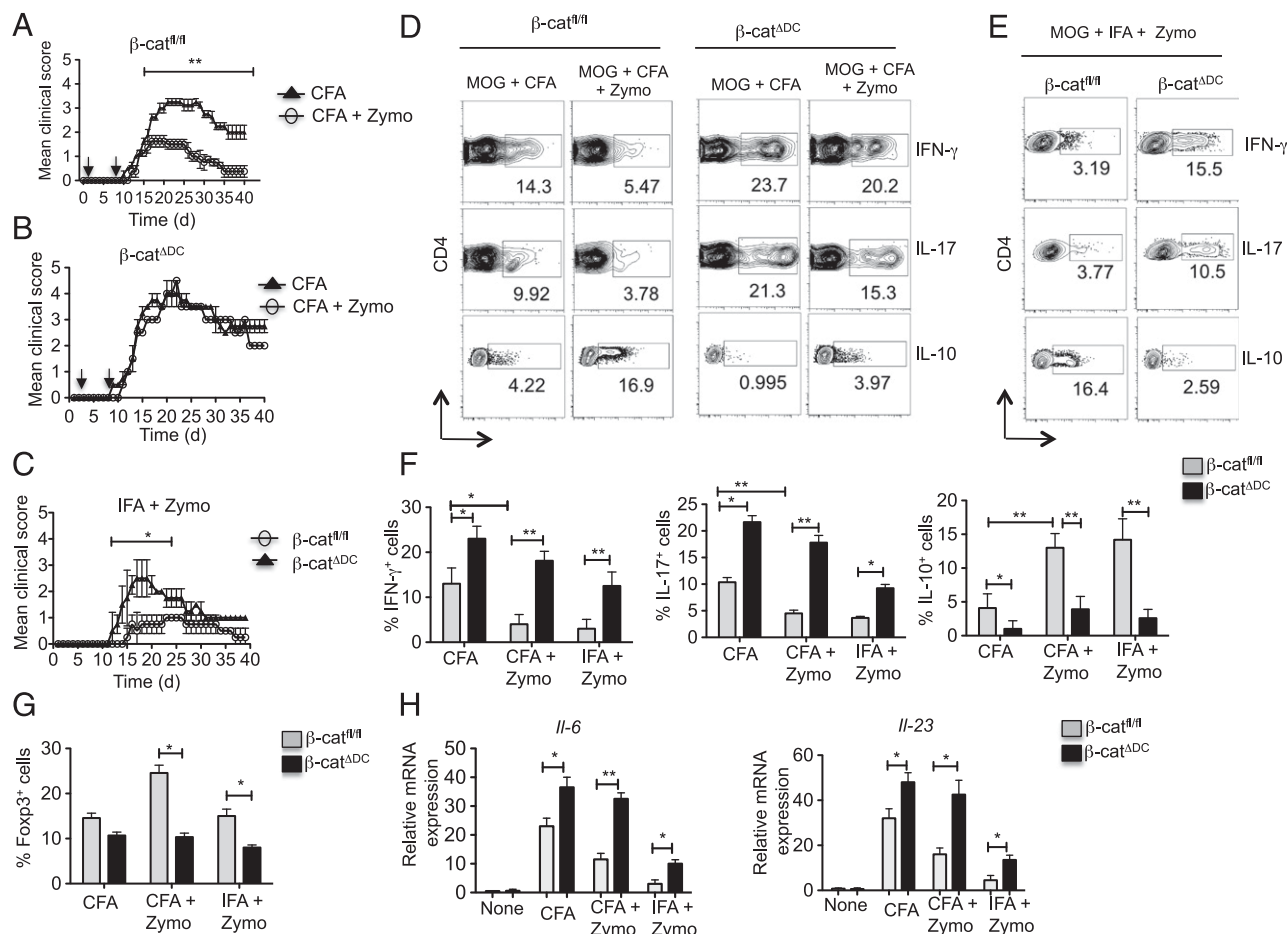 A
β-cat^fl/fl
**
Mean clinical score
5
4
3
2
1
0
0 5 10 15 20 25 30 35 40
Time (d)
CFA
CFA + Zymo
B
β-cat^ΔDC
Mean clinical score
5
4
3
2
1
0
0 5 10 15 20 25 30 35 40
Time (d)
CFA
CFA + Zymo
C
IFA + Zymo
*
Mean clinical score
5
4
3
2
1
0
0 5 10 15 20 25 30 35 40
Time (d)
β-cat^fl/fl
β-cat^ΔDC
D
β-cat^fl/fl
β-cat^ΔDC
MOG + CFA
MOG + CFA
+ Zymo
MOG + CFA
MOG + CFA
+ Zymo
CD4
14.3 5.47 23.7 20.2
IFN-γ
CD4
9.92 3.78 21.3 15.3
IL-17
4.22 16.9 0.995 3.97
IL-10
E
MOG + IFA + Zymo
β-cat^fl/fl
β-cat^ΔDC
3.19 15.5
IFN-γ
CD4
3.77 10.5
IL-17
16.4 2.59
IL-10
F
% IFN-γ+ cells
30
20
10
0
* * ** **
CFA
CFA +
Zymo
IFA +
Zymo
% IL-17+ cells
25
20
15
10
5
0
** * ** *
CFA
CFA +
Zymo
IFA +
Zymo
% IL-10+ cells
20
15
10
5
0
* ** ** **
CFA
CFA +
Zymo
IFA +
Zymo
β-cat^fl/fl
β-cat^ΔDC
G
% Foxp3+ cells
30
20
10
0
* *
CFA
CFA +
Zymo
IFA +
Zymo
β-cat^fl/fl
β-cat^ΔDC
H
Il-6
Relative mRNA
expression
50
40
30
20
10
0
* ** *
None
CFA
CFA +
Zymo
IFA +
Zymo
Il-23
Relative mRNA
expression
60
40
20
0
* * *
None
CFA
CFA +
Zymo
IFA +
Zymo
β-cat^fl/fl
β-cat^ΔDC